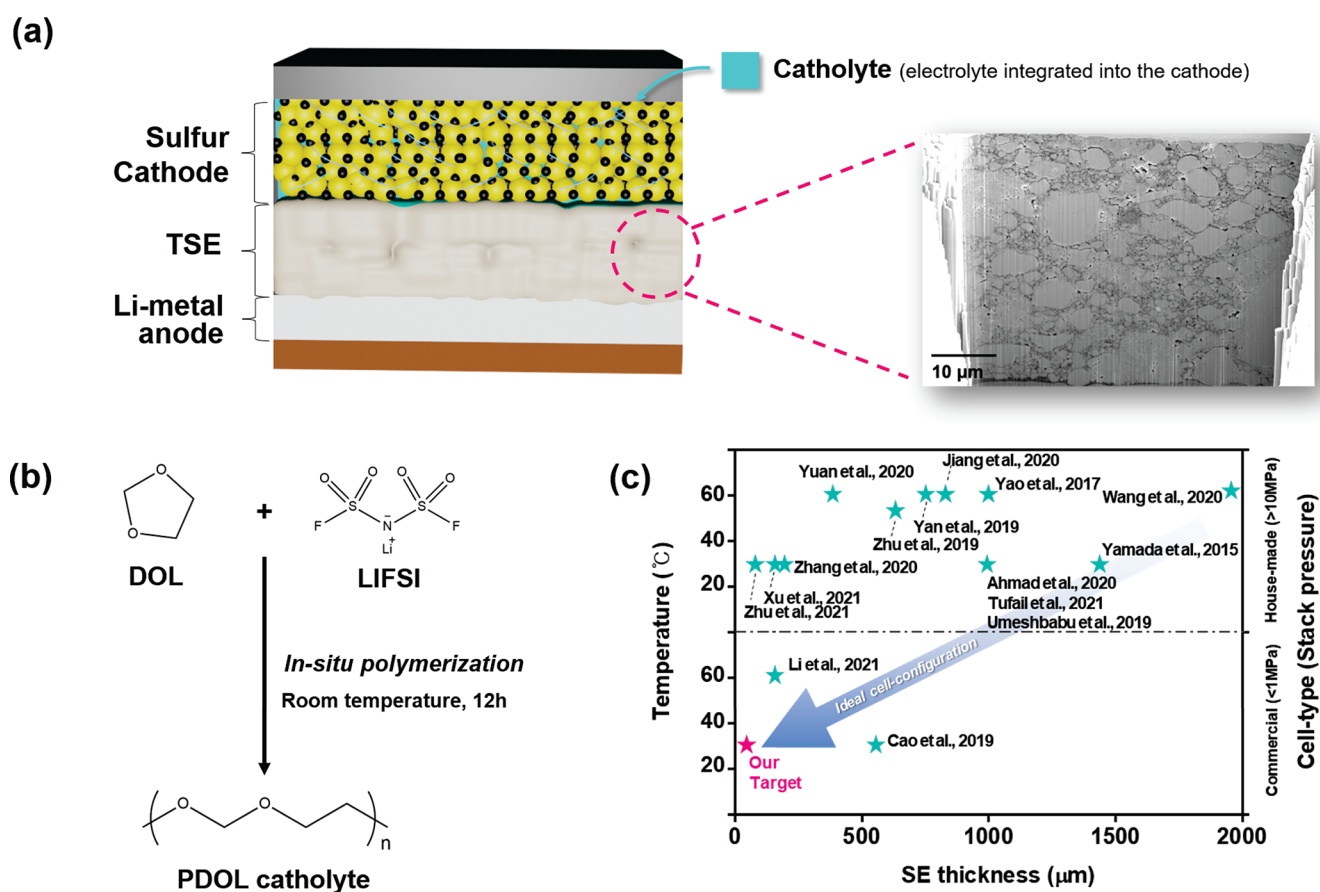 (a)
Catholyte (electrolyte integrated into the cathode)
Sulfur
Cathode
TSE
Li-metal
anode
10 µm
(b)
O
O
DOL
+
O
O
O
O
S
S
F
N
F
−
Li
+
LIFSI
In-situ polymerization
Room temperature, 12h
O
O
n
PDOL catholyte
(c)
Temperature (℃)
60
40
20
60
40
20
0
500
1000
1500
2000
SE thickness (µm)
Yuan et al., 2020
Jiang et al., 2020
Yao et al., 2017
Wang et al., 2020
Yan et al., 2019
Zhu et al., 2019
Yamada et al., 2015
Zhang et al., 2020
Xu et al., 2021
Zhu et al., 2021
Ahmad et al., 2020
Tufail et al., 2021
Umeshbabu et al., 2019
Li et al., 2021
Ideal cell-configuration
Cao et al., 2019
Our
Target
House-made (>10MPa)
Commercial (<1MPa)
Cell-type (Stack pressure)